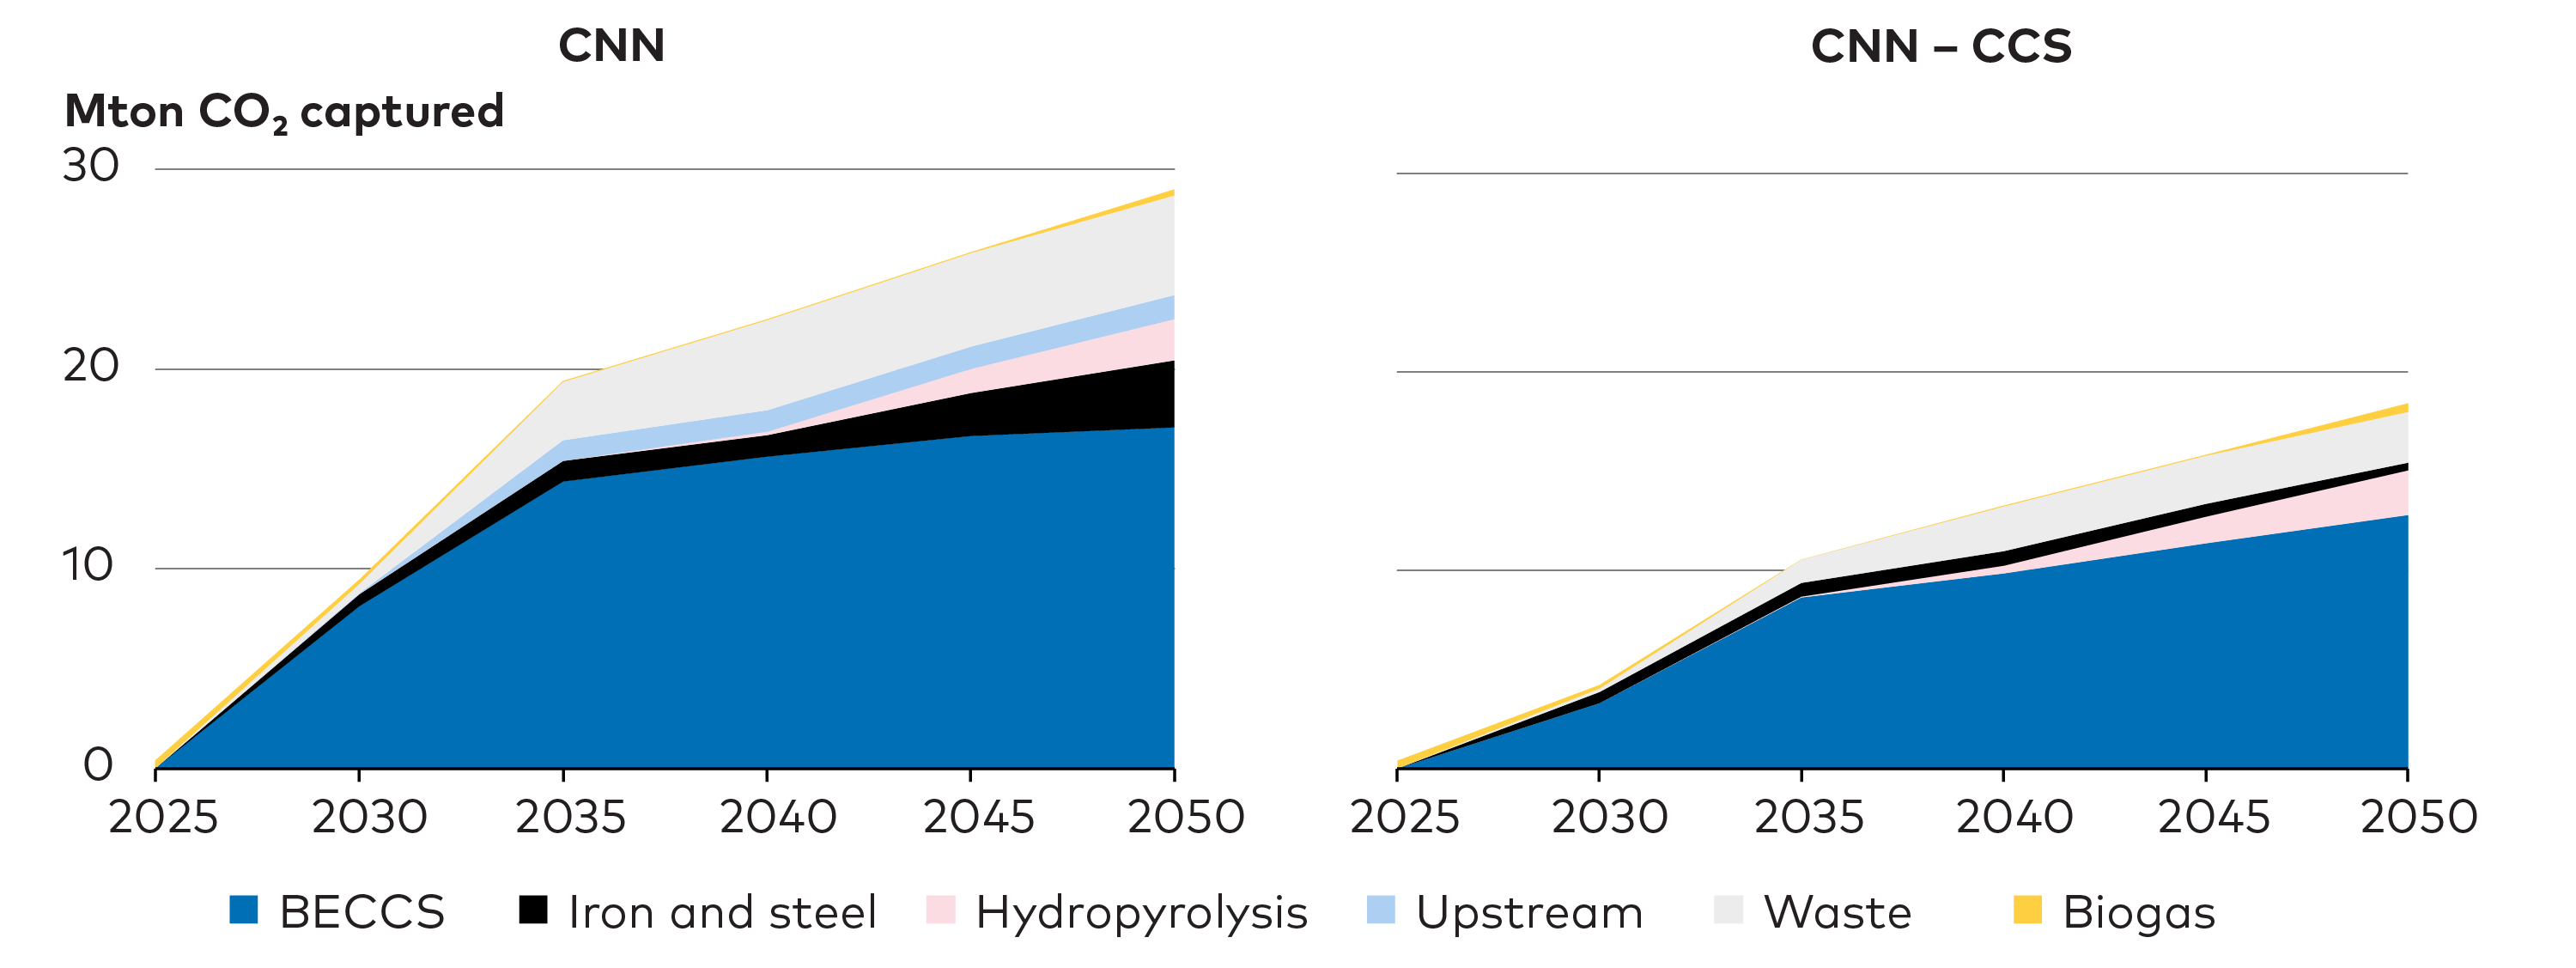 CNN
CNN – CCS
Mton CO₂ captured
30
20
10
0
2025 2030 2035 2040 2045 2050
2025 2030 2035 2040 2045 2050
BECCS Iron and steel Hydropyrolysis Upstream Waste Biogas